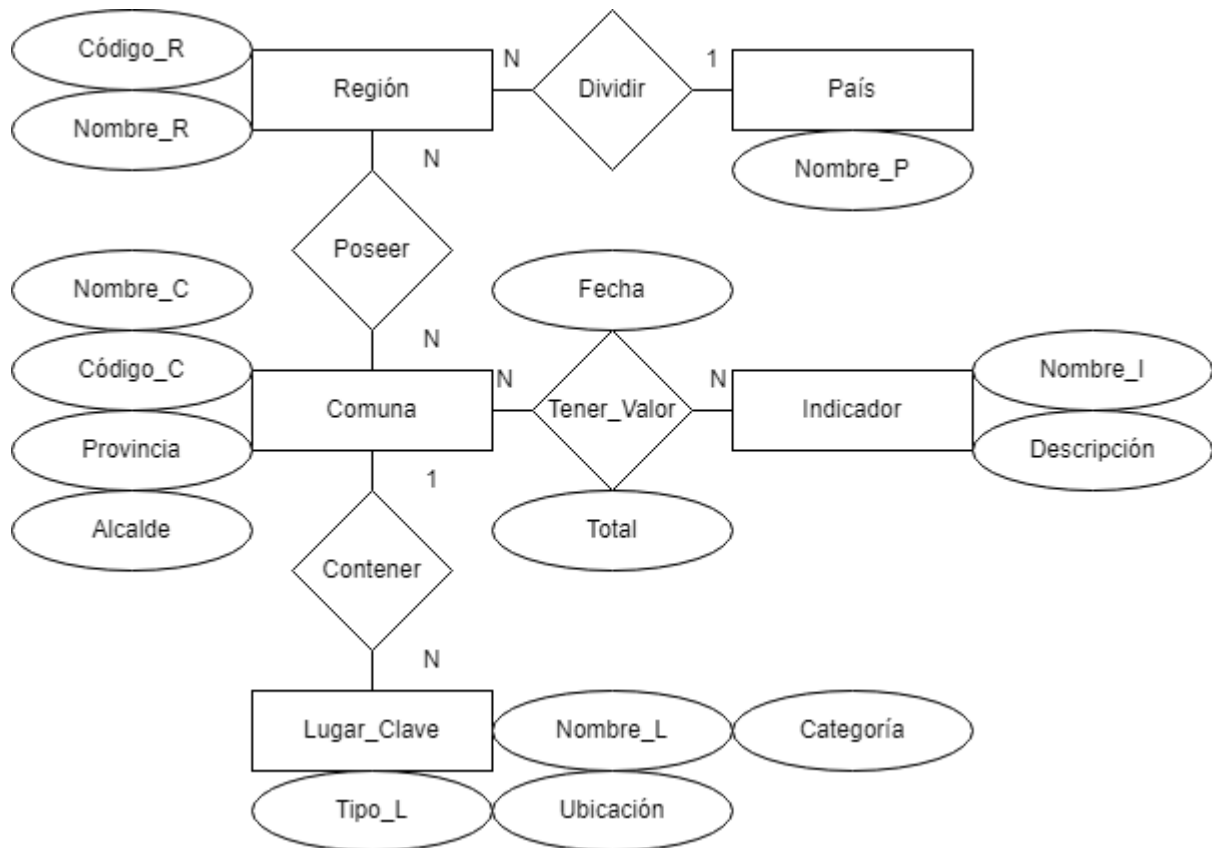 Código_R
Región
N
Dividir
1
País
Nombre_R
N
Nombre_P
Poseer
Nombre_C
Fecha
N
Código_C
Comuna
N
Tener_Valor
N
Indicador
Nombre_I
Provincia
Descripción
1
Alcalde
Total
Contener
N
Lugar_Clave
Nombre_L
Categoría
Tipo_L
Ubicación